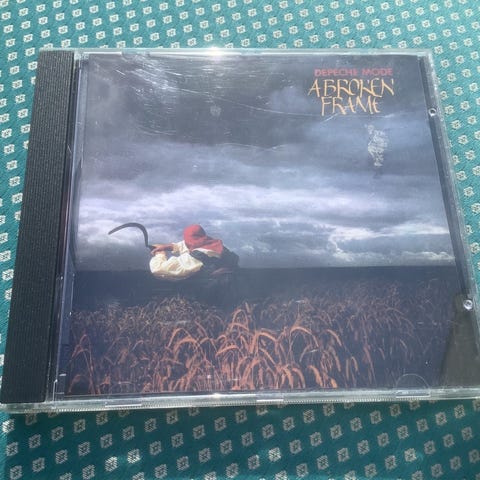 DEPECHE MODE
A BROKEN
FRAME